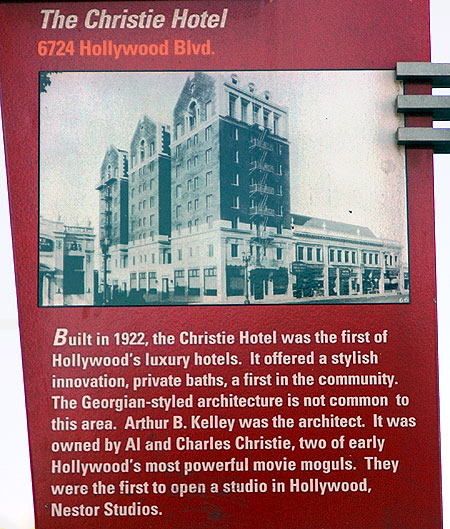 The Christie Hotel
6724 Hollywood Blvd.
Built in 1922, the Christie Hotel was the first of
Hollywood's luxury hotels. It offered a stylish
innovation, private baths, a first in the community.
The Georgian-styled architecture is not common to
this area. Arthur B. Kelley was the architect. It was
owned by Al and Charles Christie, two of early
Hollywood's most powerful movie moguls. They
were the first to open a studio in Hollywood,
Nestor Studios.